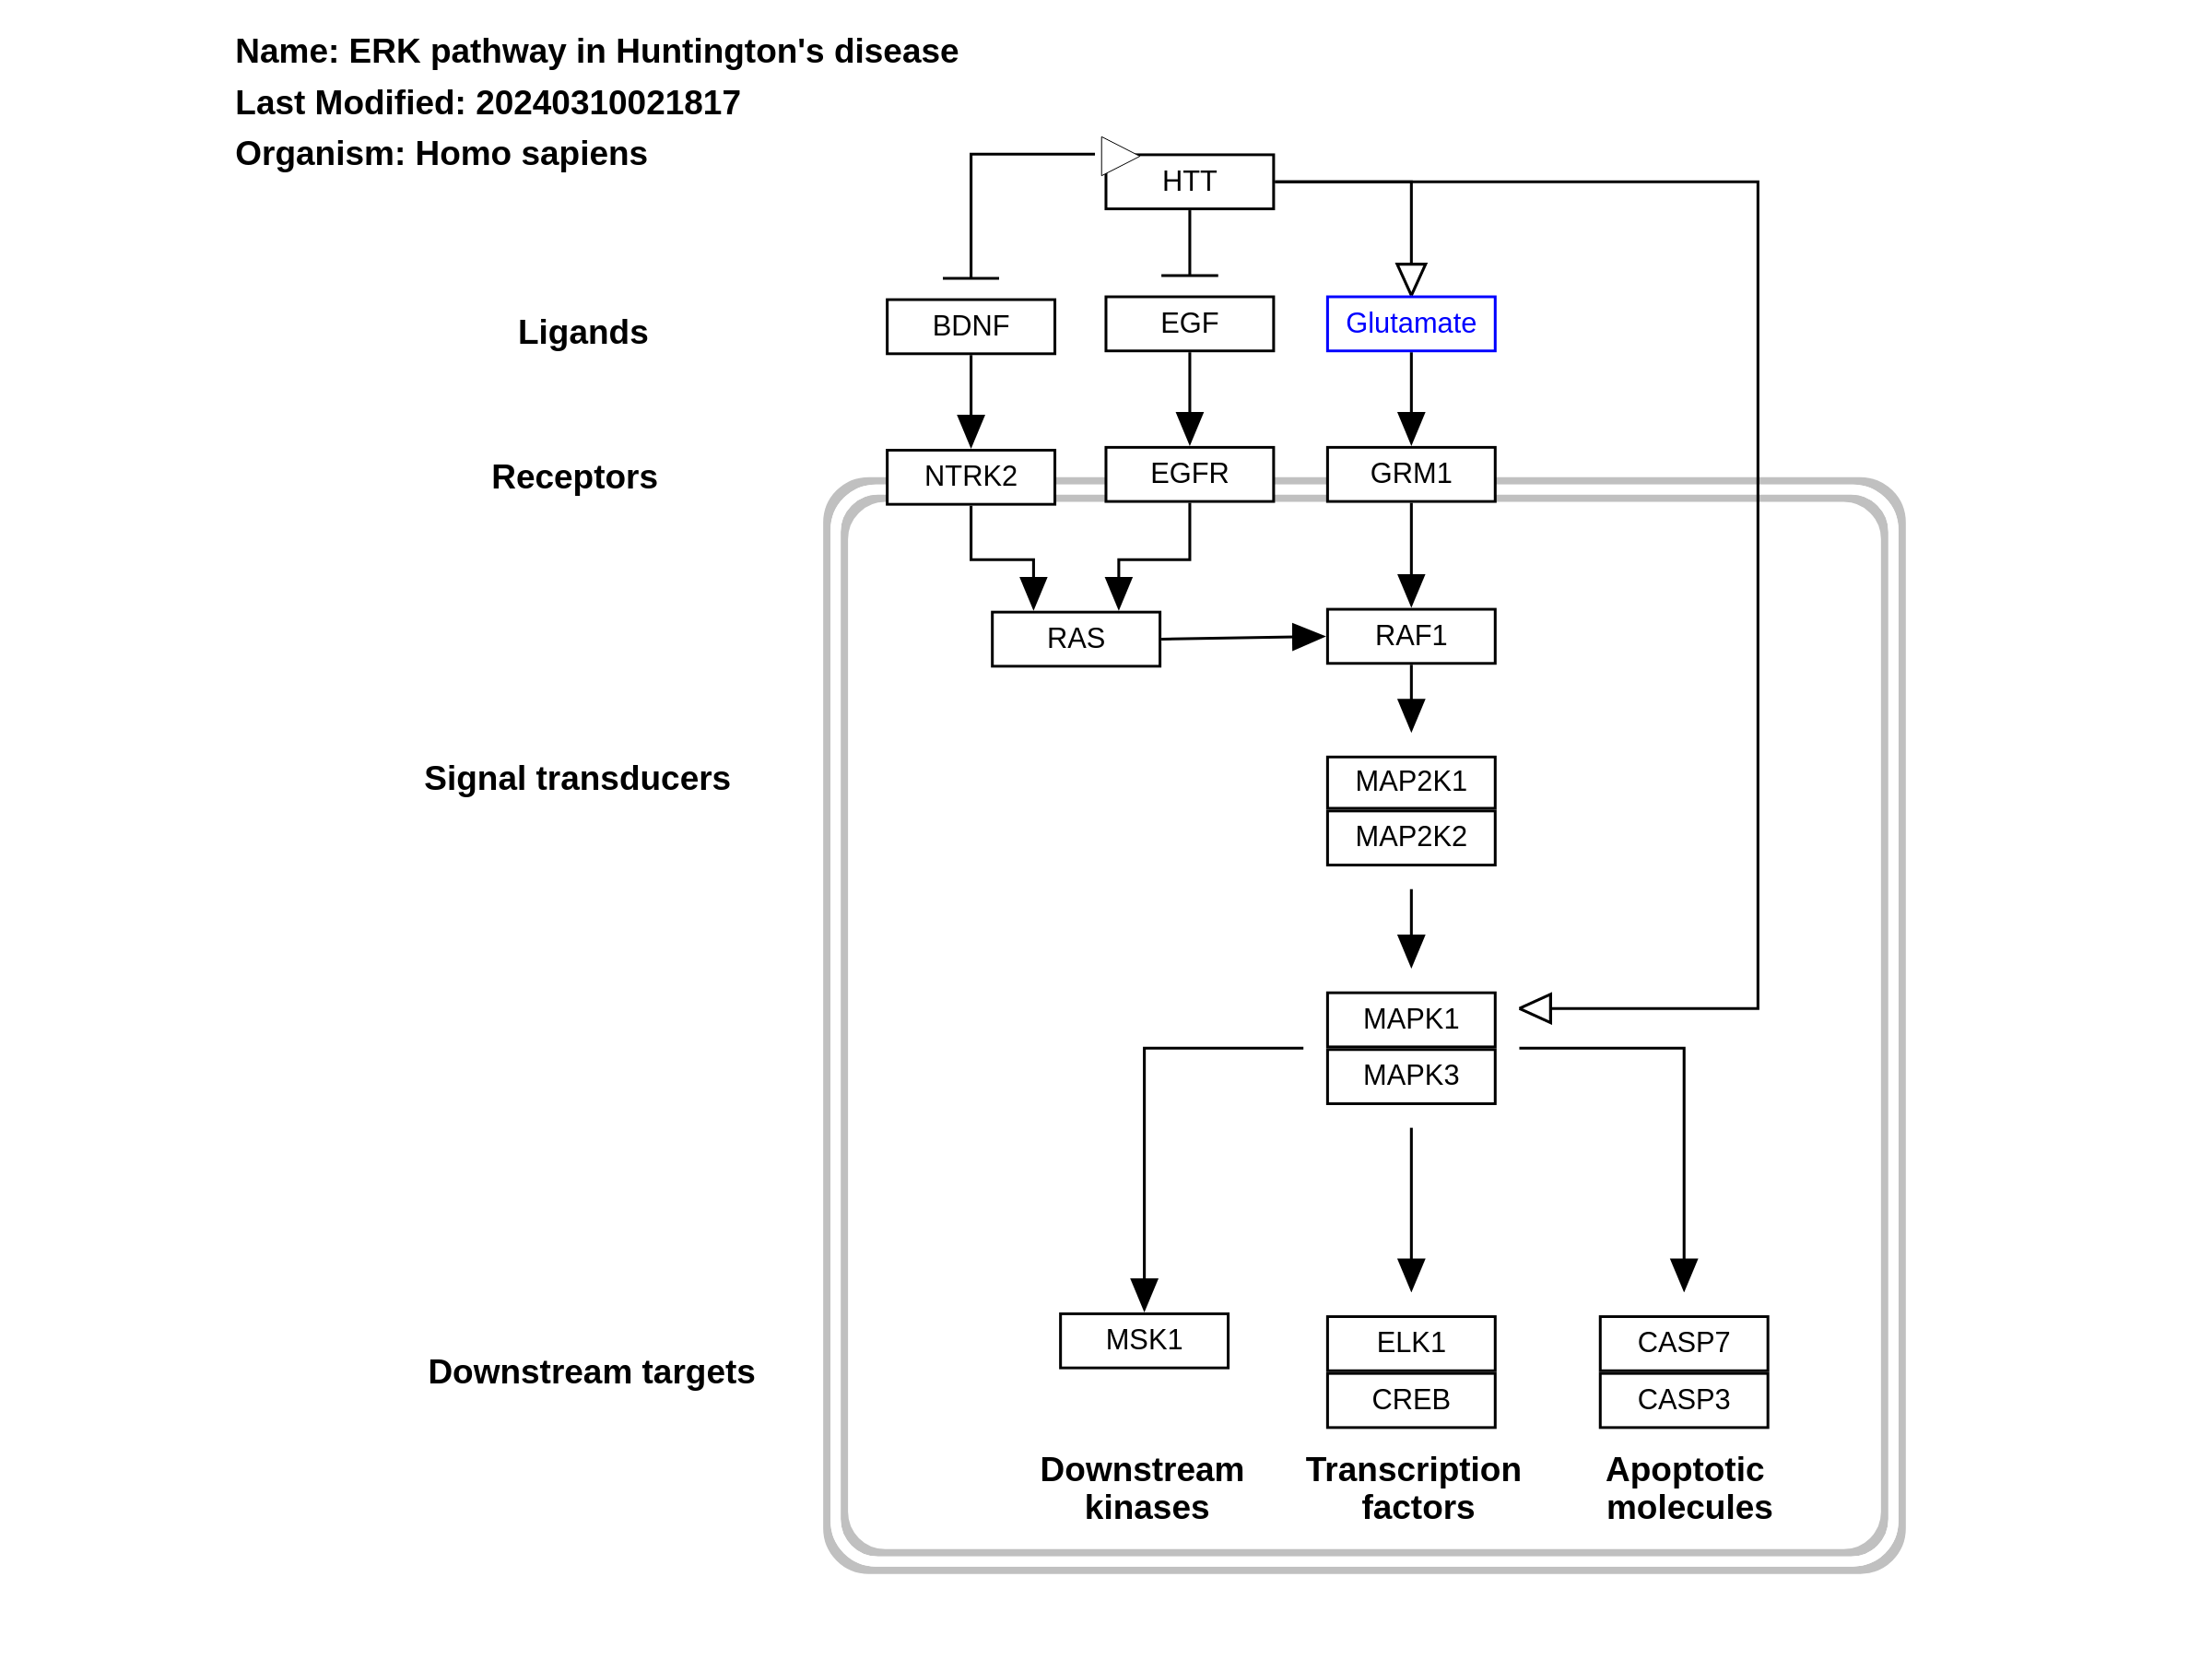 Name: ERK pathway in Huntington's disease
Last Modified: 20240310021817
Organism: Homo sapiens
HTT
Ligands
BDNF
EGF
Glutamate
Receptors
NTRK2
EGFR
GRM1
RAS
RAF1
Signal transducers
MAP2K1
MAP2K2
MAPK1
MAPK3
Downstream targets
MSK1
ELK1
CASP7
CREB
CASP3
Downstream
kinases
Transcription
factors
Apoptotic
molecules